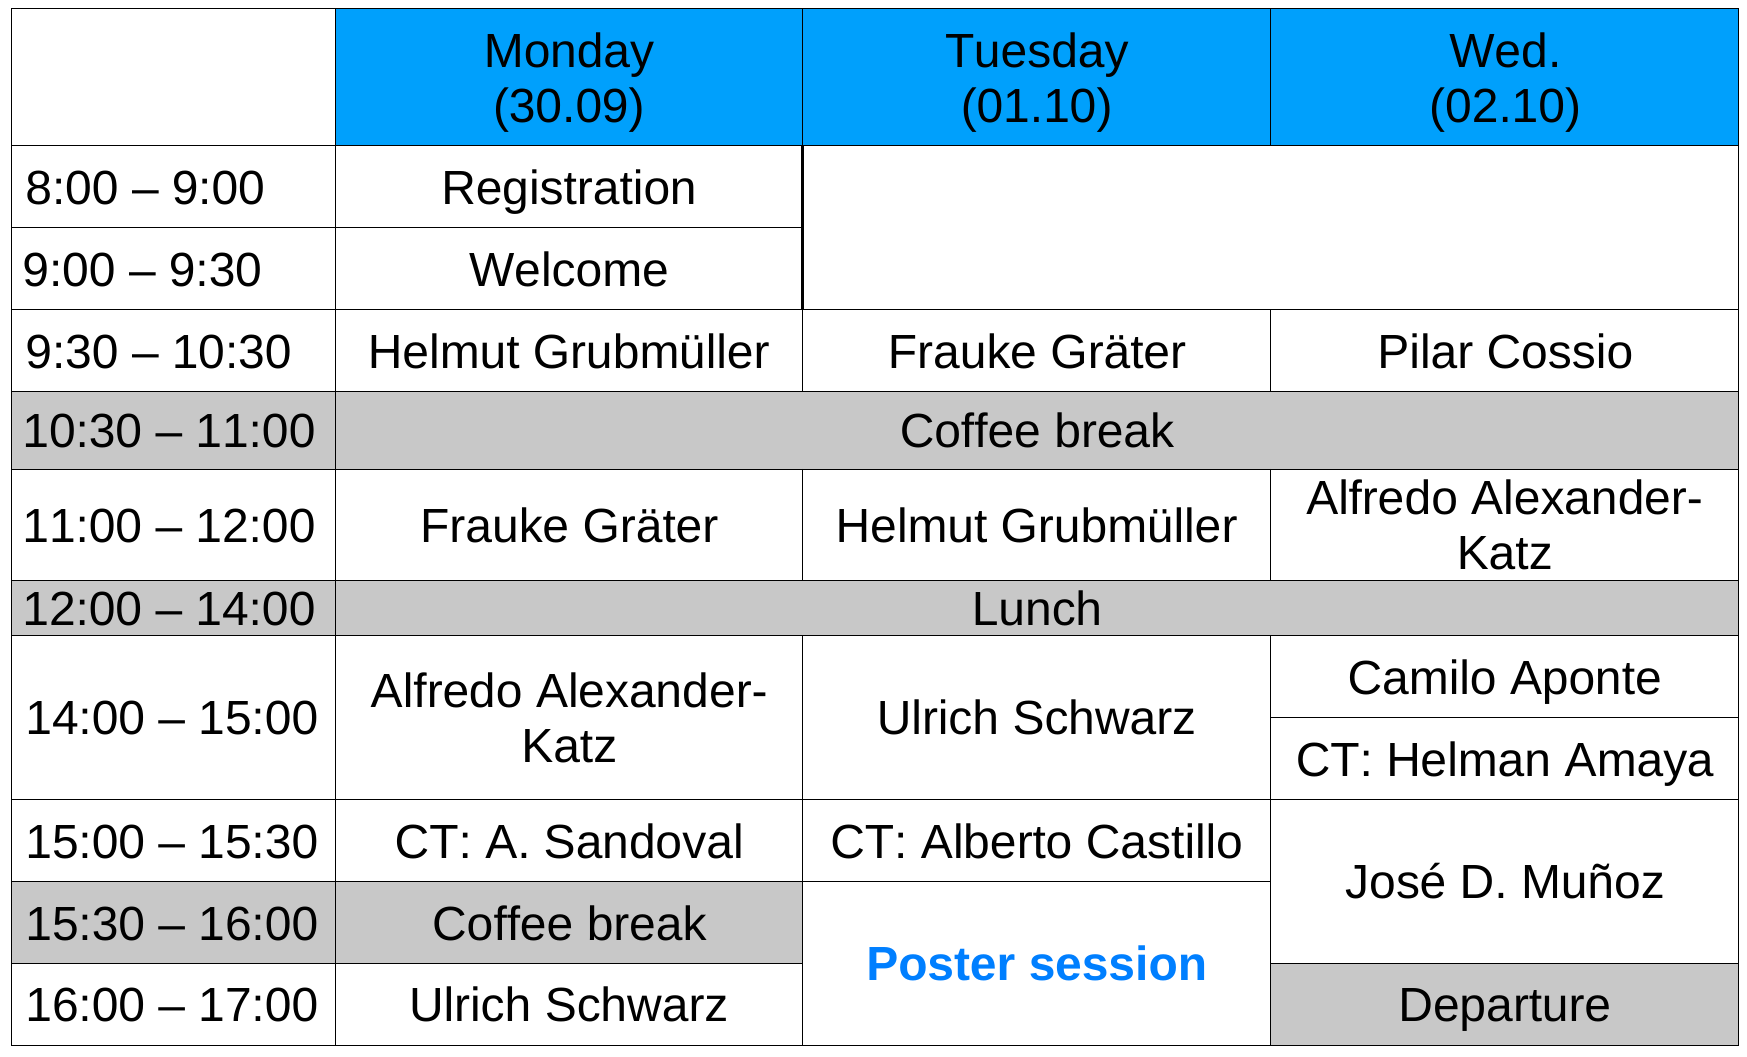 Monday
(30.09)
Tuesday
(01.10)
Wed.
(02.10)
8:00 – 9:00
Registration
9:00 – 9:30
Welcome
9:30 – 10:30
Helmut Grubmüller
Frauke Gräter
Pilar Cossio
10:30 – 11:00
Coffee break
11:00 – 12:00
Frauke Gräter
Helmut Grubmüller
Alfredo Alexander-
Katz
12:00 – 14:00
Lunch
14:00 – 15:00
Alfredo Alexander-
Katz
Ulrich Schwarz
Camilo Aponte
CT: Helman Amaya
15:00 – 15:30
CT: A. Sandoval
CT: Alberto Castillo
José D. Muñoz
15:30 – 16:00
Coffee break
Poster session
16:00 – 17:00
Ulrich Schwarz
Departure